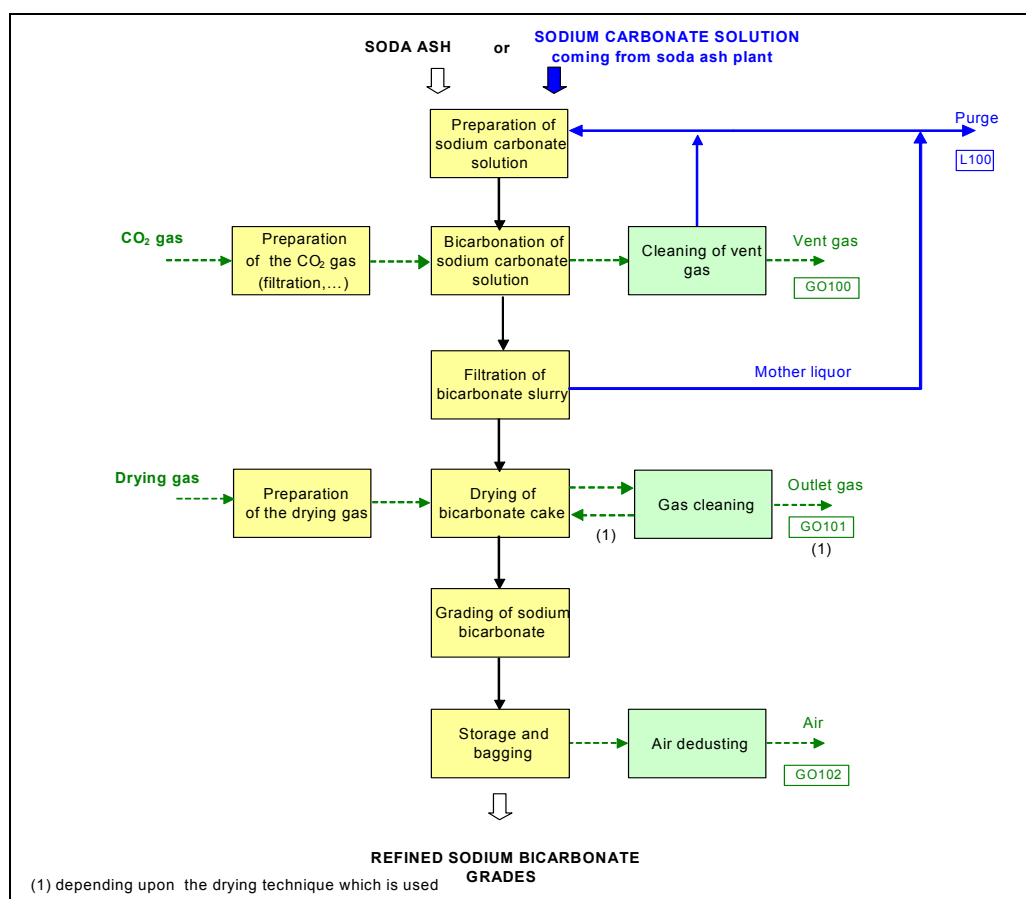 SODA ASH or SODIUM CARBONATE SOLUTION
coming from soda ash plant
Preparation of
sodium carbonate
solution
Purge
L100
CO₂ gas
Preparation
of the CO₂ gas
(filtration,...)
Bicarbonation of
sodium carbonate
solution
Cleaning of vent
gas
Vent gas
GO100
Filtration of
bicarbonate slurry
Mother liquor
Drying gas
Preparation
of the drying gas
Drying of
bicarbonate cake
(1)
Gas cleaning
Outlet gas
GO101
(1)
Grading of sodium
bicarbonate
Storage and
bagging
Air dedusting
Air
GO102
REFINED SODIUM BICARBONATE
GRADES
(1) depending upon the drying technique which is used